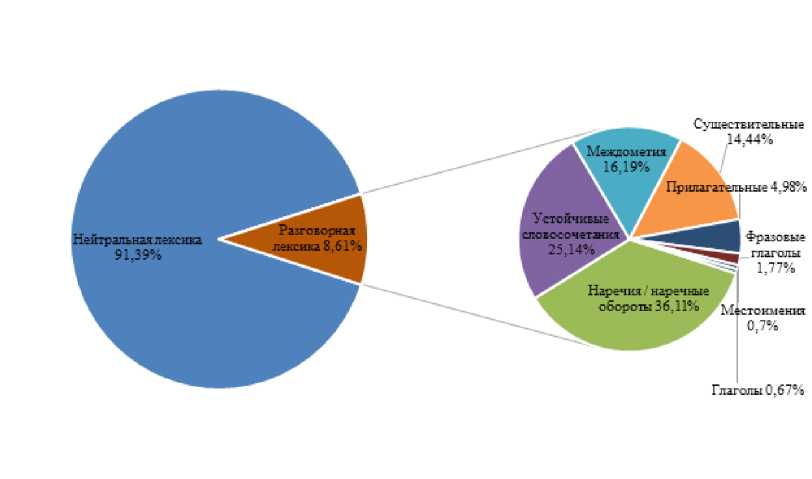 Нейтральная лексика
91,39%
Разговорная
лексика 8,61%
Междометия
16,19%
Существительные
14,44%
Прилагательные 4,98%
Устойчивые
словосочетания
25,14%
Фразовые
глаголы
1,77%
Наречия / наречные
обороты 36,11%
Местоимения
0,7%
Глаголы 0,67%